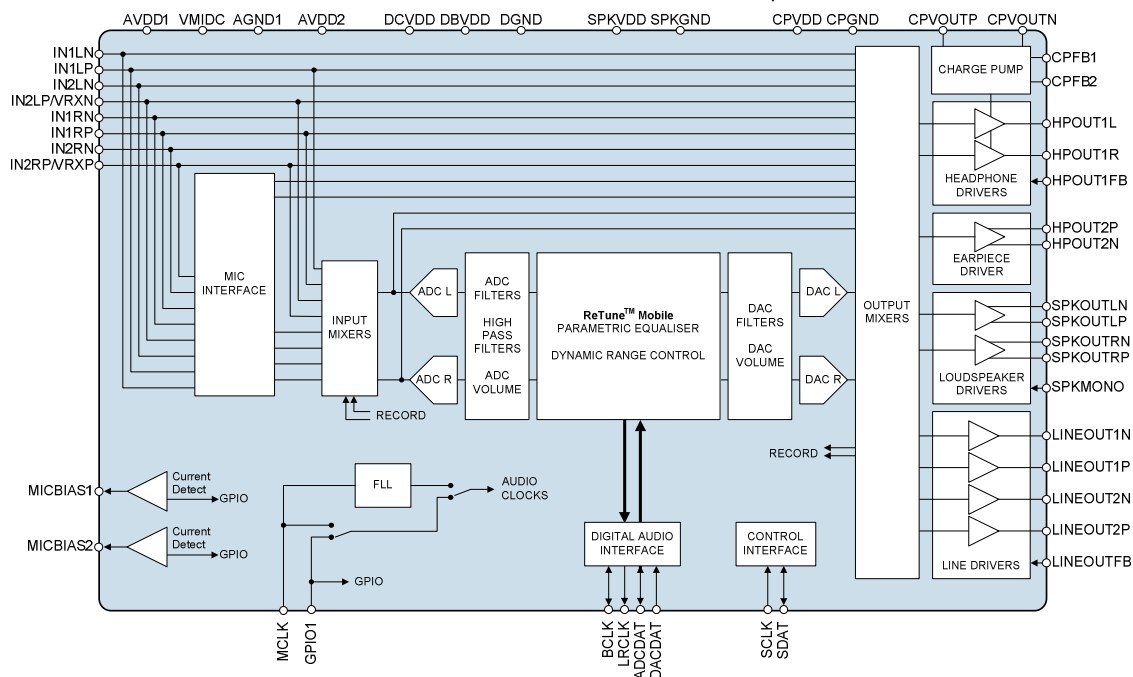 AVDD1 VMIDC AGND1 AVDD2 DCVDD DBVDD DGND SPKVDD SPKGND CPVDD CPGND CPVOUTP CPVOUTN
IN1LN
IN1LP
IN2LN
IN2LP/VRXN
IN1RN
IN1RP
IN2RN
IN2RP/VRXP
MIC
INTERFACE
INPUT
MIXERS
RECORD
ADC L
ADC R
ADC
FILTERS
HIGH
PASS
FILTERS
ADC
VOLUME
ReTune™ Mobile
PARAMETRIC EQUALISER
DYNAMIC RANGE CONTROL
DAC
FILTERS
DAC
VOLUME
DAC L
DAC R
OUTPUT
MIXERS
RECORD
CHARGE PUMP
CPFB1
CPFB2
HPOUT1L
HPOUT1R
HEADPHONE
DRIVERS
HPOUT1FB
HPOUT2P
HPOUT2N
EARPIECE
DRIVER
SPKOUTLN
SPKOUTLP
SPKOUTRN
SPKOUTRP
LOUDSPEAKER
DRIVERS
SPKMONO
LINEOUT1N
LINEOUT1P
LINEOUT2N
LINEOUT2P
LINE DRIVERS
LINEOUTFB
MICBIAS1
Current
Detect
GPIO
MICBIAS2
Current
Detect
GPIO
FLL
AUDIO
CLOCKS
GPIO
DIGITAL AUDIO
INTERFACE
CONTROL
INTERFACE
MCLK
GPIO1
BCLK
LRCLK
ADCDAT
DACDAT
SCLK
SDAT